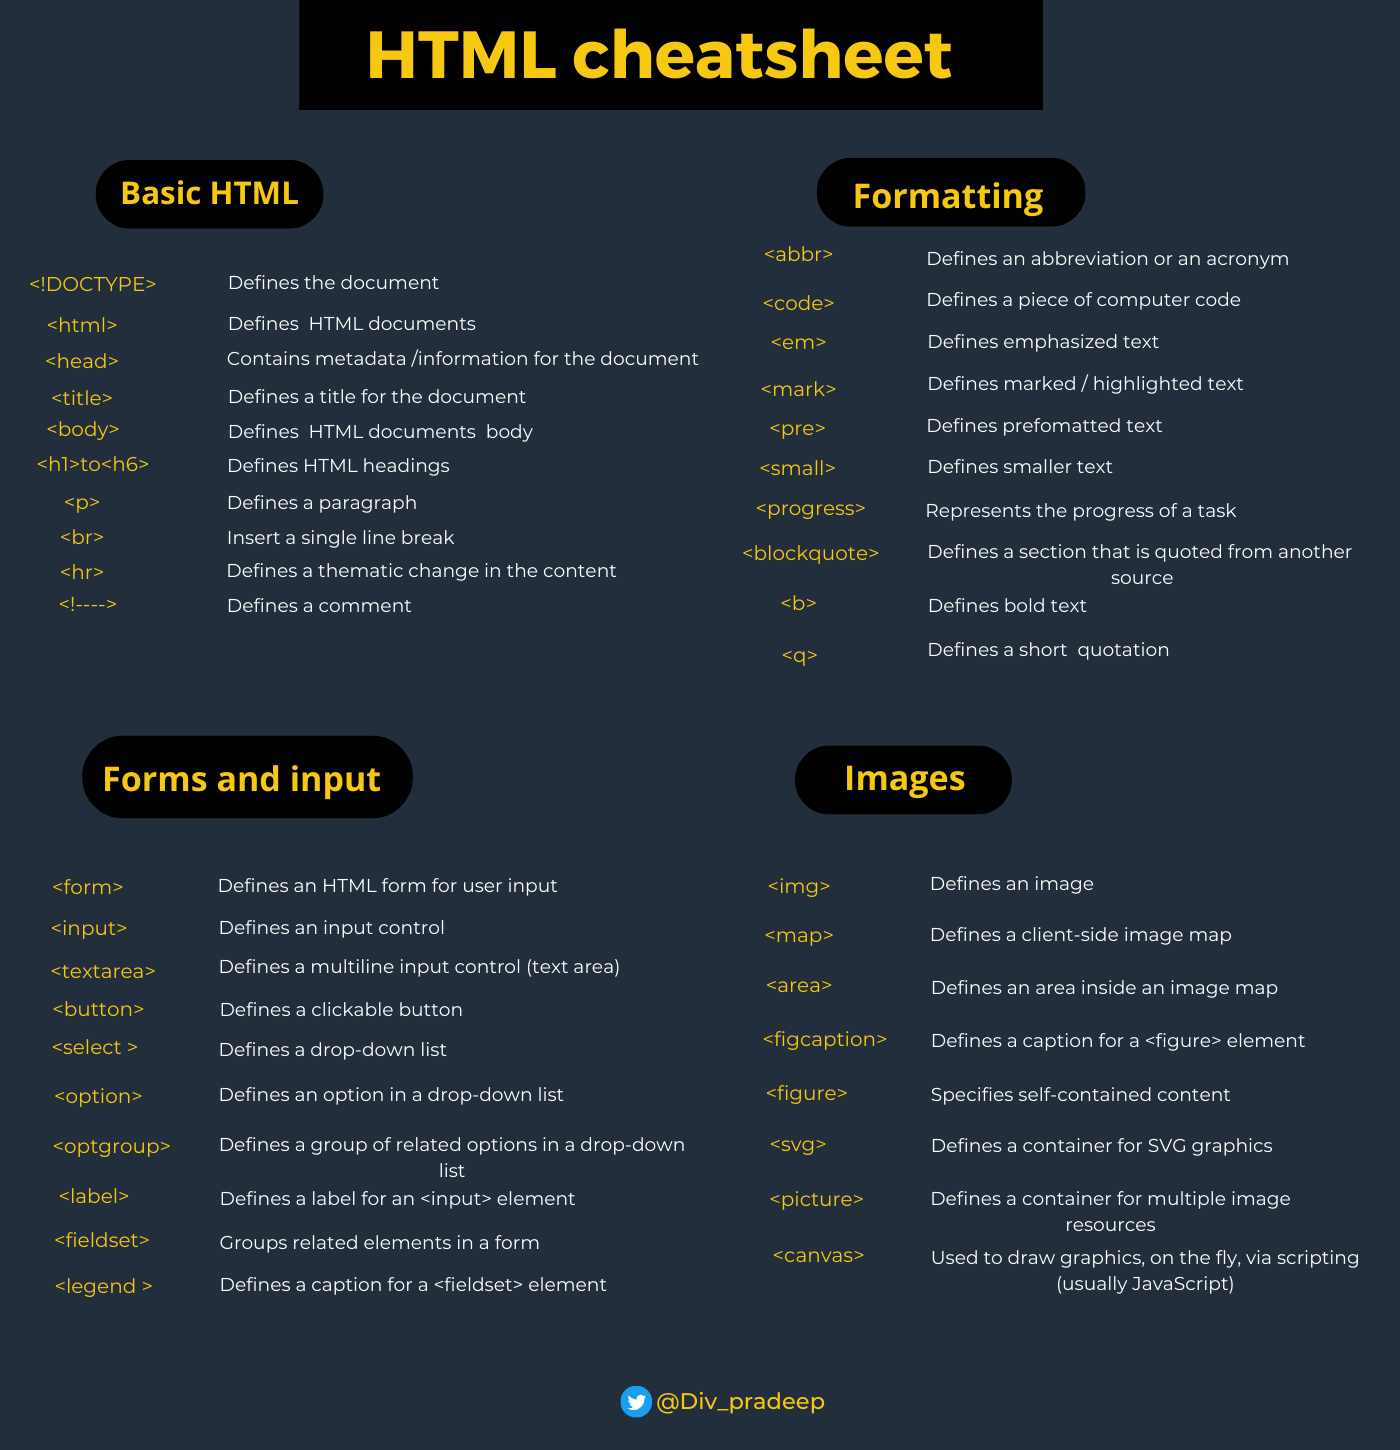 HTML cheatsheet
Basic HTML
<!DOCTYPE> Defines the document
<html> Defines HTML documents
<head> Contains metadata /information for the document
<title> Defines a title for the document
<body> Defines HTML documents body
<h1>to<h6> Defines HTML headings
<p> Defines a paragraph
<br> Insert a single line break
<hr> Defines a thematic change in the content
<!----> Defines a comment
Formatting
<abbr> Defines an abbreviation or an acronym
<code> Defines a piece of computer code
<em> Defines emphasized text
<mark> Defines marked / highlighted text
<pre> Defines prefomatted text
<small> Defines smaller text
<progress> Represents the progress of a task
<blockquote> Defines a section that is quoted from another
source
<b> Defines bold text
<q> Defines a short quotation
Forms and input
<form> Defines an HTML form for user input
<input> Defines an input control
<textarea> Defines a multiline input control (text area)
<button> Defines a clickable button
<select > Defines a drop-down list
<option> Defines an option in a drop-down list
<optgroup> Defines a group of related options in a drop-down
list
<label> Defines a label for an <input> element
<fieldset> Groups related elements in a form
<legend > Defines a caption for a <fieldset> element
Images
<img> Defines an image
<map> Defines a client-side image map
<area> Defines an area inside an image map
<figcaption> Defines a caption for a <figure> element
<figure> Specifies self-contained content
<svg> Defines a container for SVG graphics
<picture> Defines a container for multiple image
resources
<canvas> Used to draw graphics, on the fly, via scripting
(usually JavaScript)
@Div_pradeep